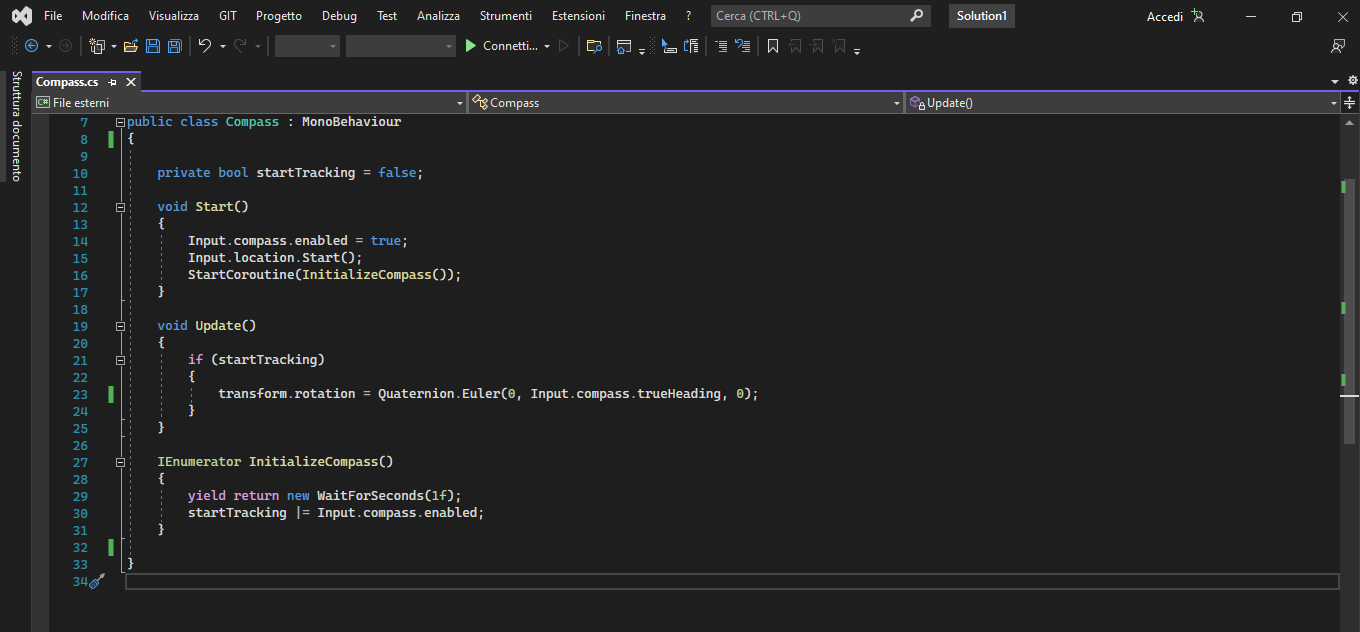 File Modifica Visualizza GIT Progetto Debug Test Analizza Strumenti Estensioni Finestra ? Cerca (CTRL+Q) Solution1 Accedi
Connetti...
Compass.cs
C# File esterni Compass Update()
Struttura documento
7 public class Compass : MonoBehaviour
8 {
9
10 private bool startTracking = false;
11
12 void Start()
13 {
14 Input.compass.enabled = true;
15 Input.location.Start();
16 StartCoroutine(InitializeCompass());
17 }
18
19 void Update()
20 {
21 if (startTracking)
22 {
23 transform.rotation = Quaternion.Euler(0, Input.compass.trueHeading, 0);
24 }
25 }
26
27 IEnumerator InitializeCompass()
28 {
29 yield return new WaitForSeconds(1f);
30 startTracking |= Input.compass.enabled;
31 }
32
33 }
34